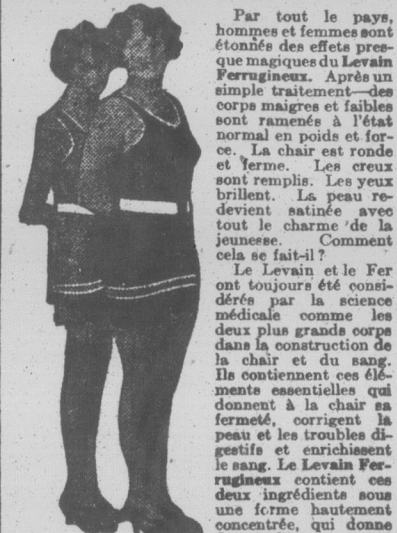 Par tout le pays,
hommes et femmes sont
étonnés des effets pres-
que magiques du Levain
Ferrugineux. Après un
simple traitement—des
corps maigres et faibles
sont ramenés à l'état
normal en poids et for-
ce. La chair est ronde
et ferme. Les creux
sont remplis. Les yeux
brillent. La peau re-
devient satinée avec
tout le charme de la
jeunesse. Comment
cela se fait-il?
Le Levain et le Fer
ont toujours été consi-
dérés par la science
médicale comme les
deux plus grands corps
dans la construction de
la chair et du sang.
Ils contiennent ces élé-
ments essentielles qui
donnent à la chair sa
fermeté, corrigent la
peau et les troubles di-
gestifs et enrichissent
le sang. Le Levain Fer-
rugineux contient ces
deux ingrédients sous
une forme hautement
concentrée, qui donne